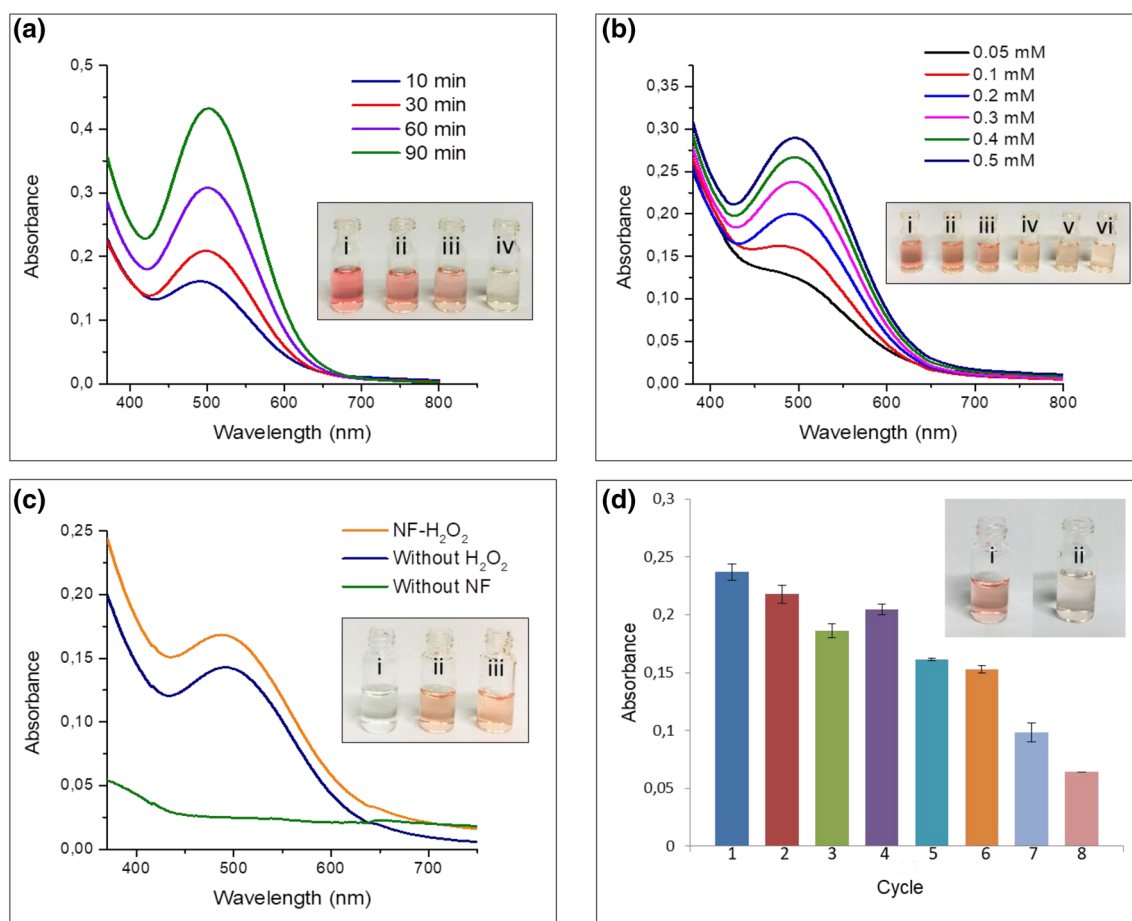 (a)
0,5
0,4
0,3
0,2
0,1
0,0
Absorbance
10 min
30 min
60 min
90 min
i ii iii iv
400 500 600 700 800
Wavelength (nm)
(b)
0,35
0,30
0,25
0,20
0,15
0,10
0,05
0,00
Absorbance
0.05 mM
0.1 mM
0.2 mM
0.3 mM
0.4 mM
0.5 mM
i ii iii iv v vi
400 500 600 700 800
Wavelength (nm)
(c)
0,25
0,20
0,15
0,10
0,05
0,00
Absorbance
NF-H₂O₂
Without H₂O₂
Without NF
i ii iii
400 500 600 700
Wavelength (nm)
(d)
0,3
0,25
0,2
0,15
0,1
0,05
0
Absorbance
i ii
1 2 3 4 5 6 7 8
Cycle